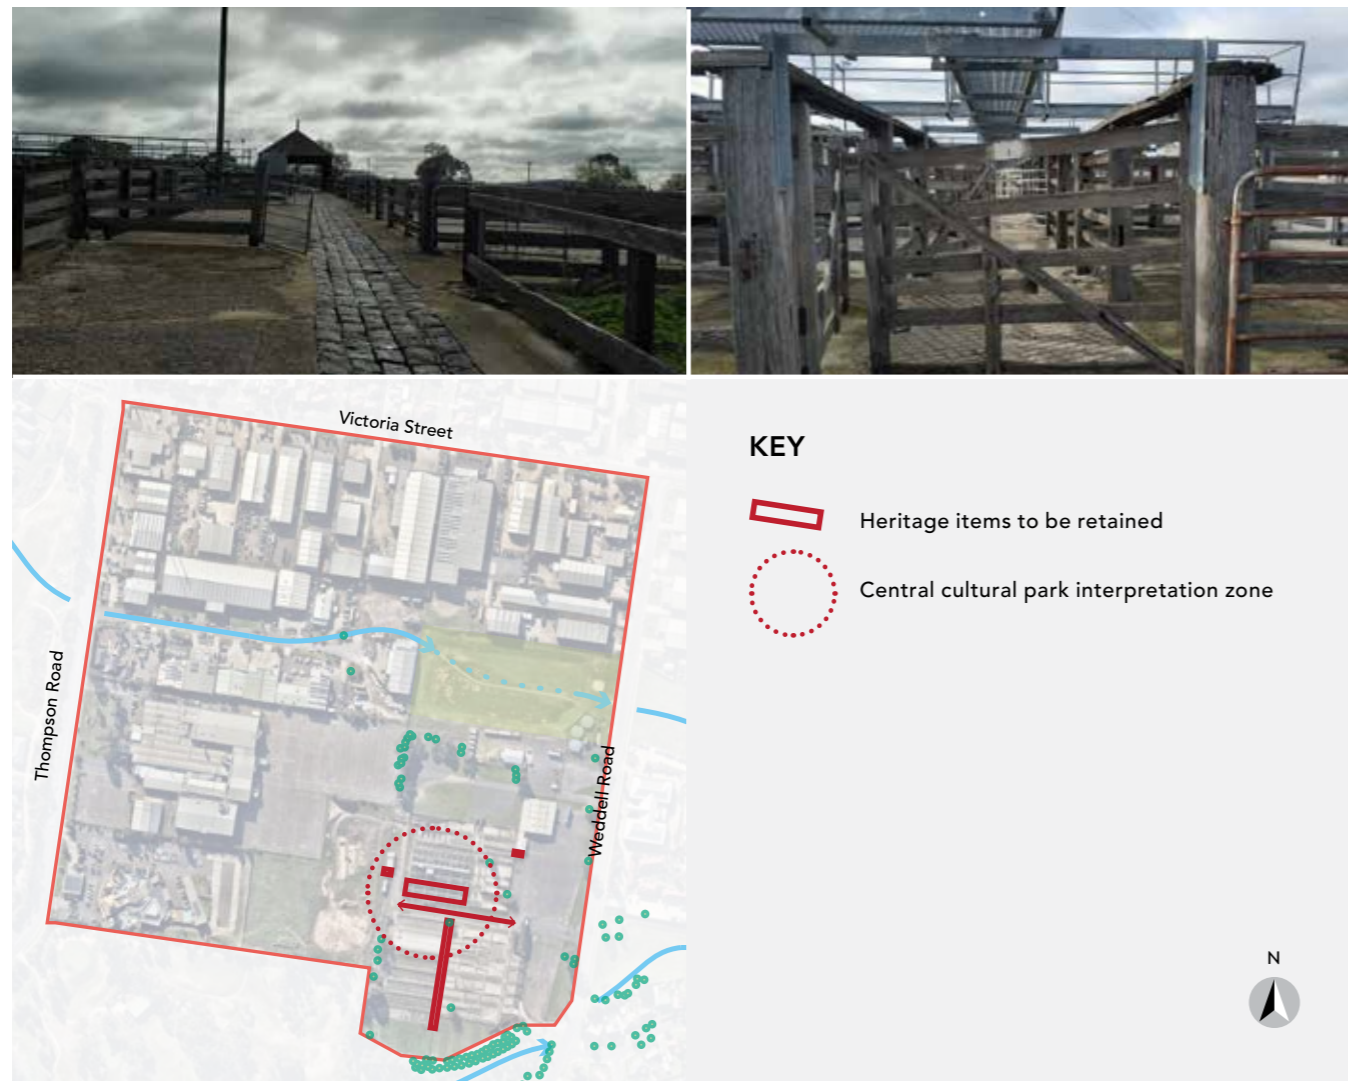 Victoria Street
Thompson Road
Weddell Road
KEY
Heritage items to be retained
Central cultural park interpretation zone
N